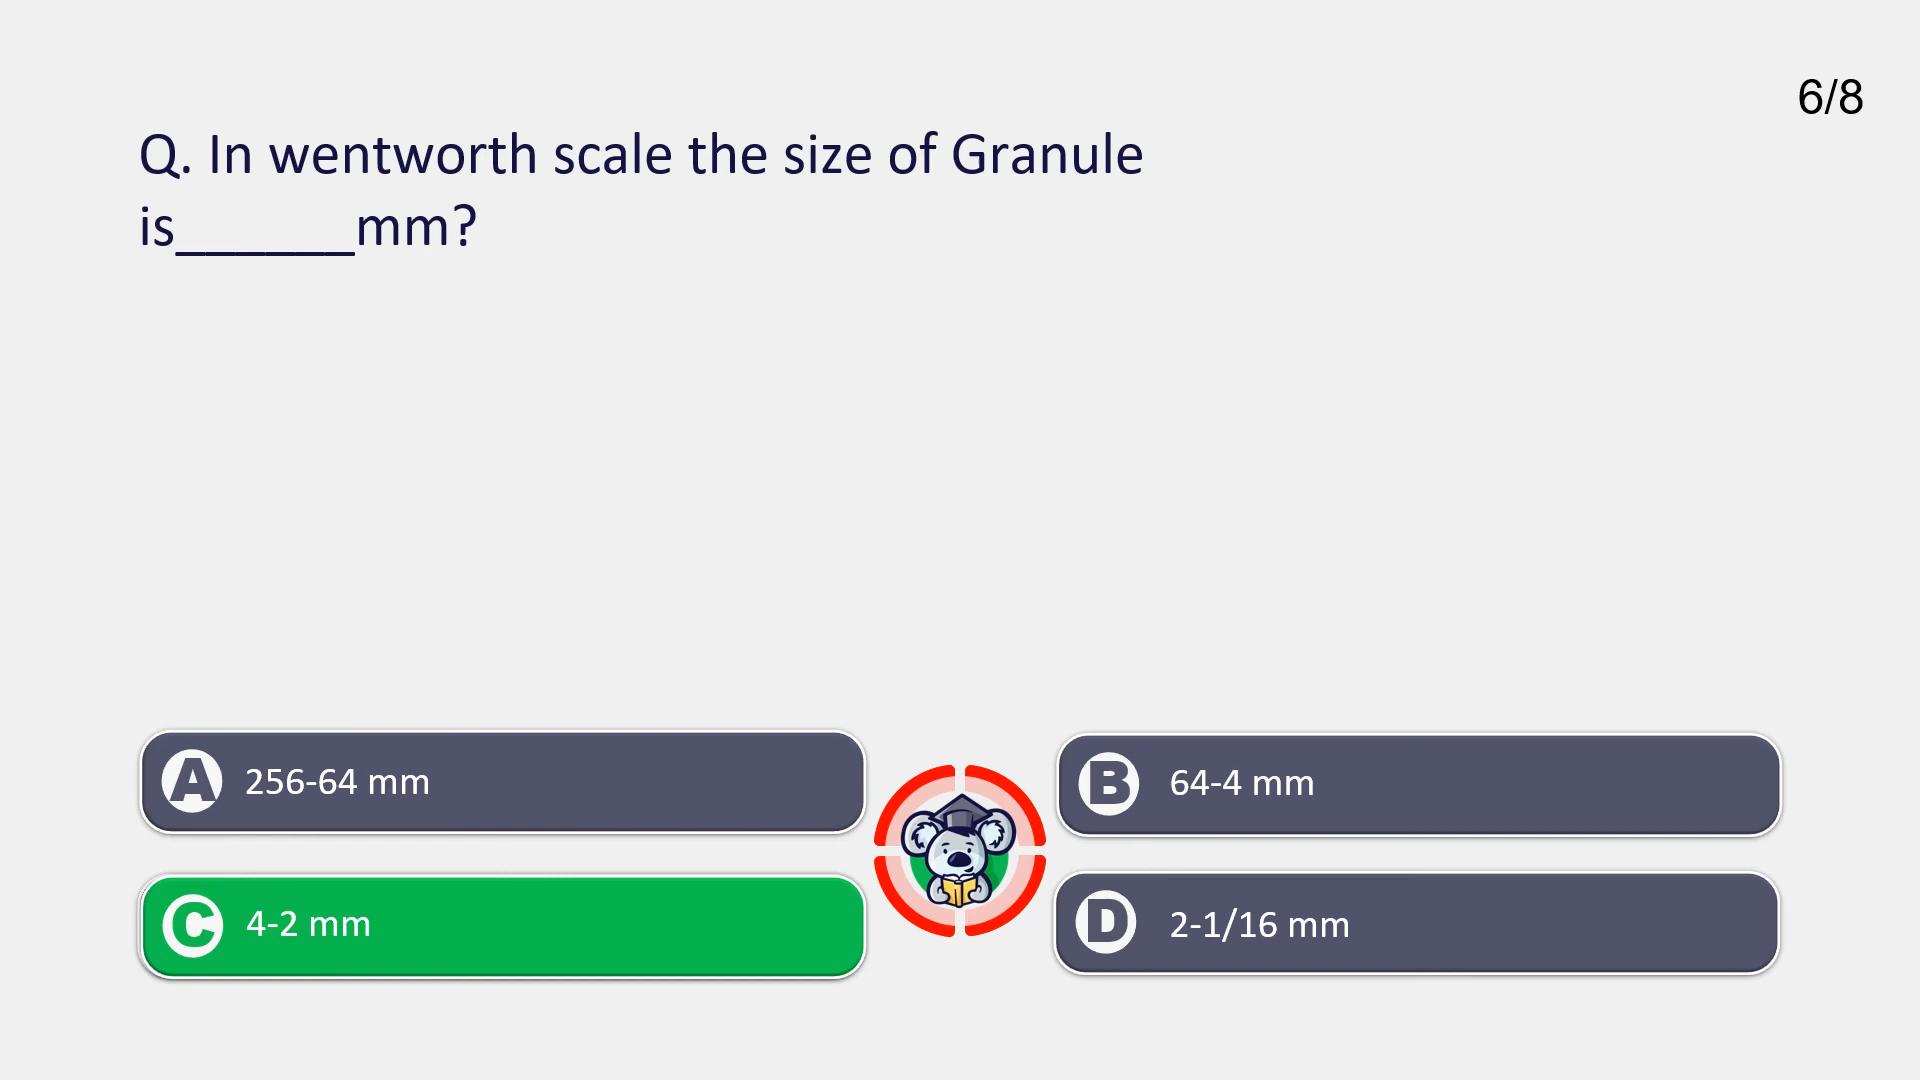 6/8
Q. In wentworth scale the size of Granule
is______mm?
A 256-64 mm
B 64-4 mm
C 4-2 mm
D 2-1/16 mm